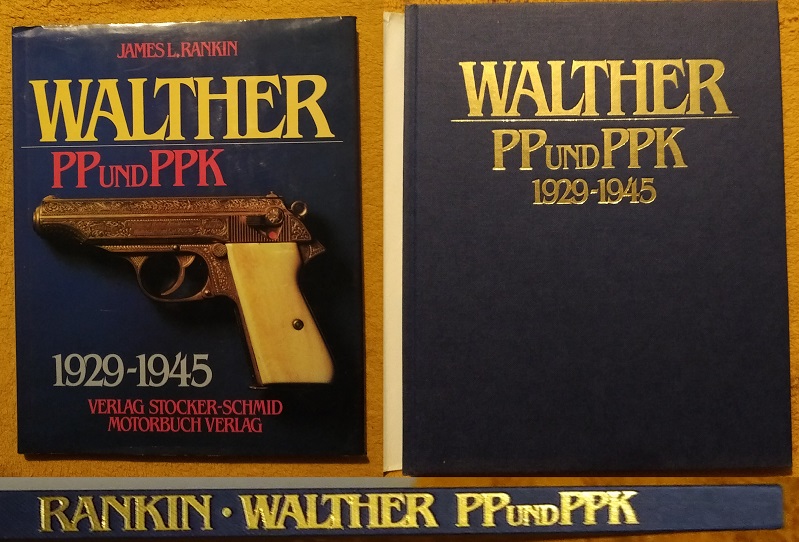 JAMES L. RANKIN
WALTHER
PP UND PPK
1929-1945
VERLAG STOCKER-SCHMID
MOTORBUCH VERLAG
WALTHER
PP UND PPK
1929-1945
RANKIN · WALTHER PP UND PPK